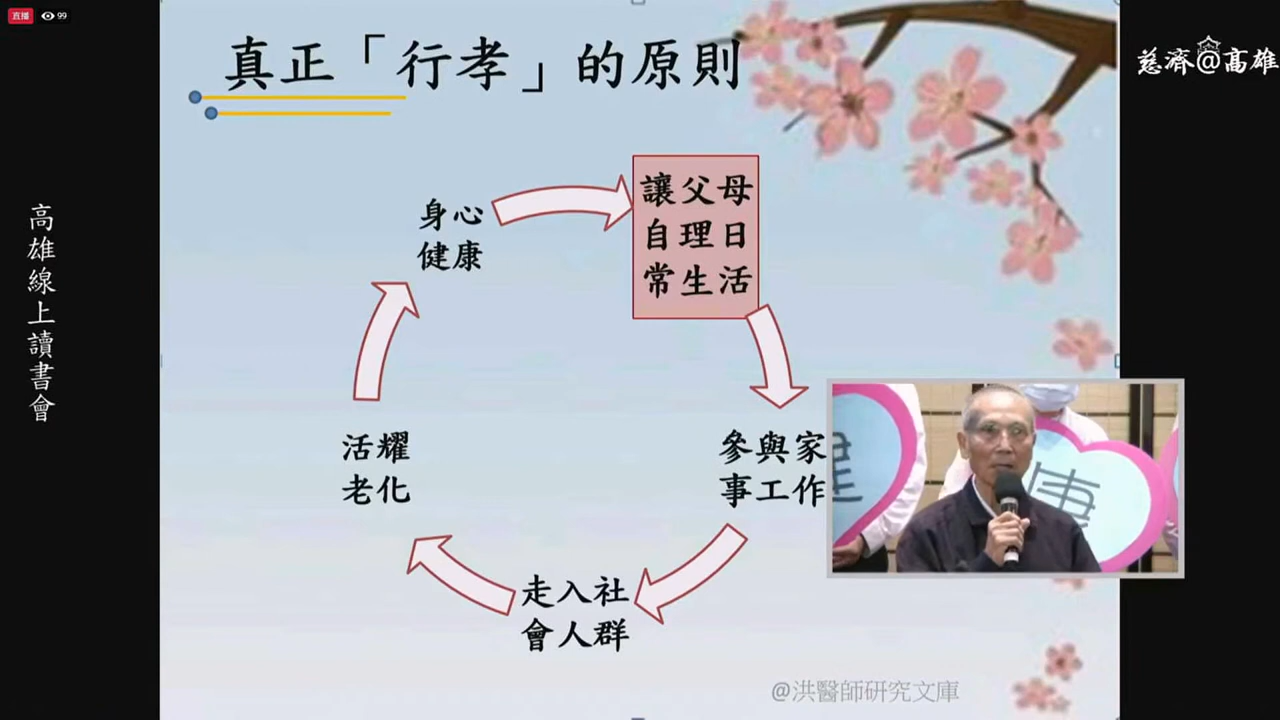 直播 99
真正「行孝」的原則
慈濟@高雄
高雄線上讀書會
身心
健康
讓父母
自理日
常生活
參與家
事工作
走入社
會人群
活耀
老化
康
@洪醫師研究文庫